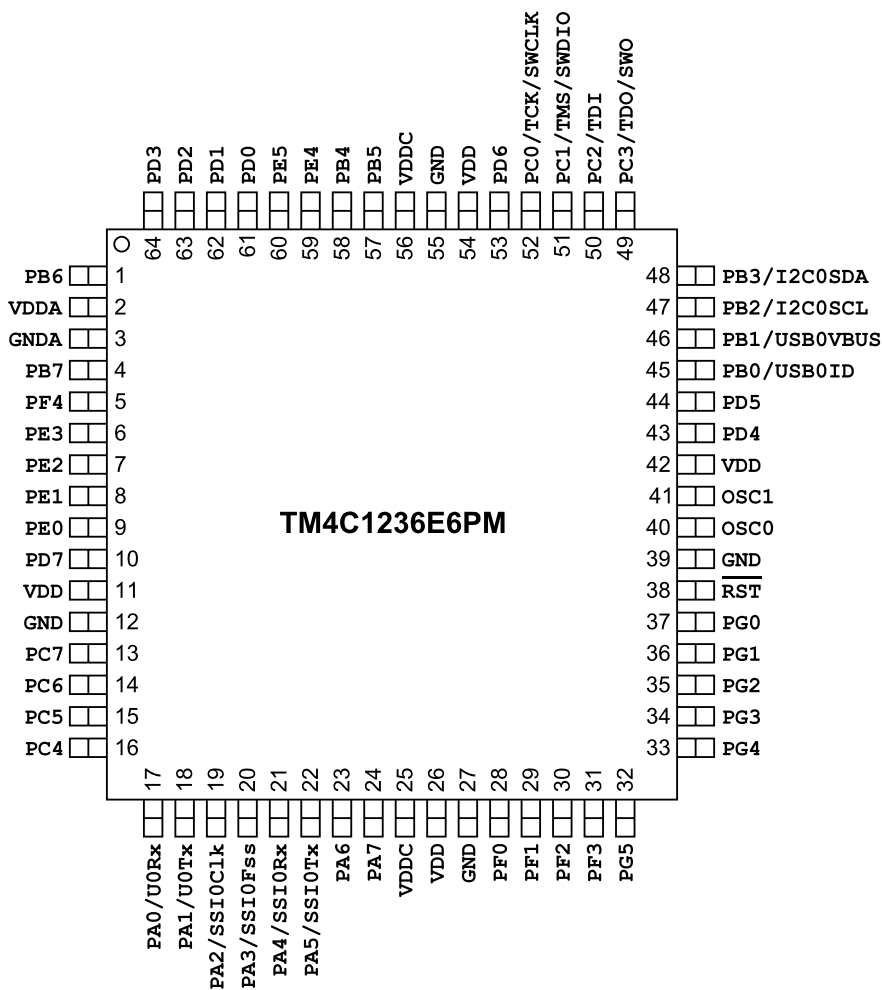 PD3
PD2
PD1
PD0
PE5
PE4
PB4
PB5
VDDC
GND
VDD
PD6
PC0/TCK/SWCLK
PC1/TMS/SWDIO
PC2/TDI
PC3/TDO/SWO
64
63
62
61
60
59
58
57
56
55
54
53
52
51
50
49
PB6 1
VDDA 2
GNDA 3
PB7 4
PF4 5
PE3 6
PE2 7
PE1 8
PE0 9
PD7 10
VDD 11
GND 12
PC7 13
PC6 14
PC5 15
PC4 16
TM4C1236E6PM
48 PB3/I2C0SDA
47 PB2/I2C0SCL
46 PB1/USB0VBUS
45 PB0/USB0ID
44 PD5
43 PD4
42 VDD
41 OSC1
40 OSC0
39 GND
38 RST
37 PG0
36 PG1
35 PG2
34 PG3
33 PG4
17
18
19
20
21
22
23
24
25
26
27
28
29
30
31
32
PA0/U0Rx
PA1/U0Tx
PA2/SSI0Clk
PA3/SSI0Fss
PA4/SSI0Rx
PA5/SSI0Tx
PA6
PA7
VDDC
VDD
GND
PF0
PF1
PF2
PF3
PG5